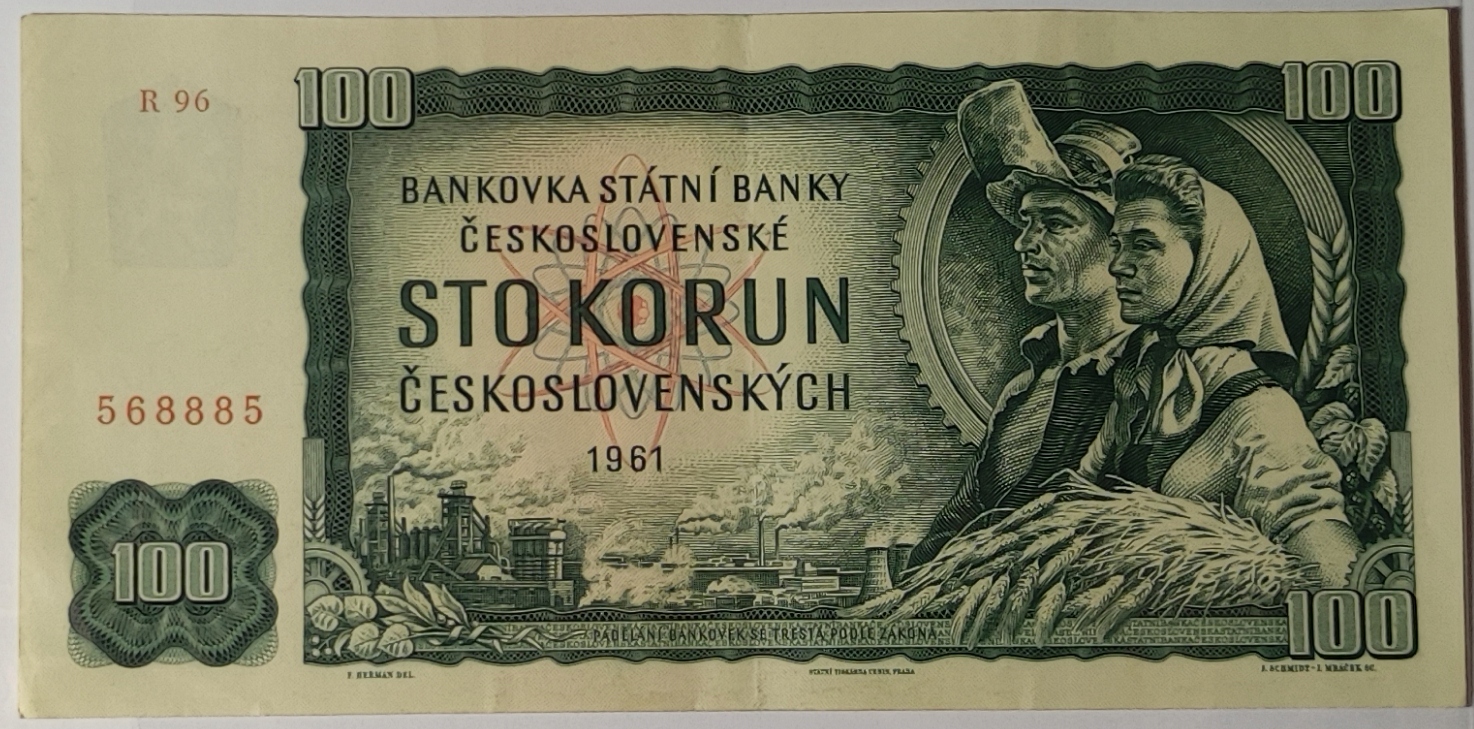 R 96
100
100
BANKOVKA STÁTNÍ BANKY
ČESKOSLOVENSKÉ
STO KORUN
ČESKOSLOVENSKÝCH
1961
568885
100
100
PADĚLÁNÍ BANKOVEK SE TRESTÁ PODLE ZÁKONA
F. HERMAN DEL.
STÁTNÍ TISKÁRNA CENIN, PRAHA
J. SCHMIDT - J. MRÁČEK SC.